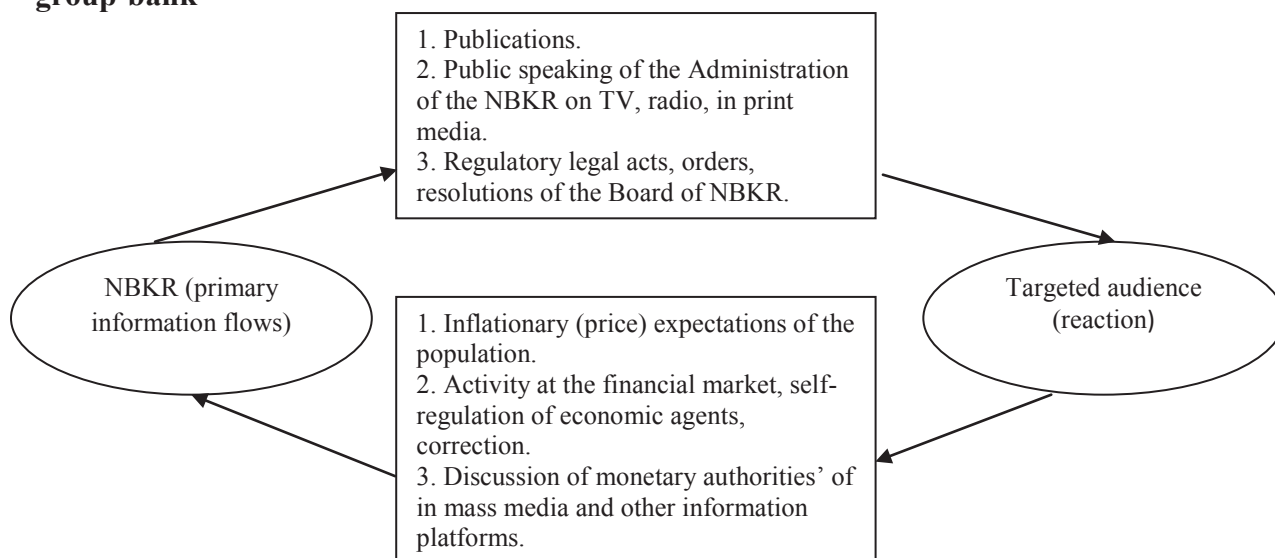 group-bank
1. Publications.
2. Public speaking of the Administration
of the NBKR on TV, radio, in print
media.
3. Regulatory legal acts, orders,
resolutions of the Board of NBKR.
NBKR (primary
information flows)
Targeted audience
(reaction)
1. Inflationary (price) expectations of the
population.
2. Activity at the financial market, self-
regulation of economic agents,
correction.
3. Discussion of monetary authorities’ of
in mass media and other information
platforms.